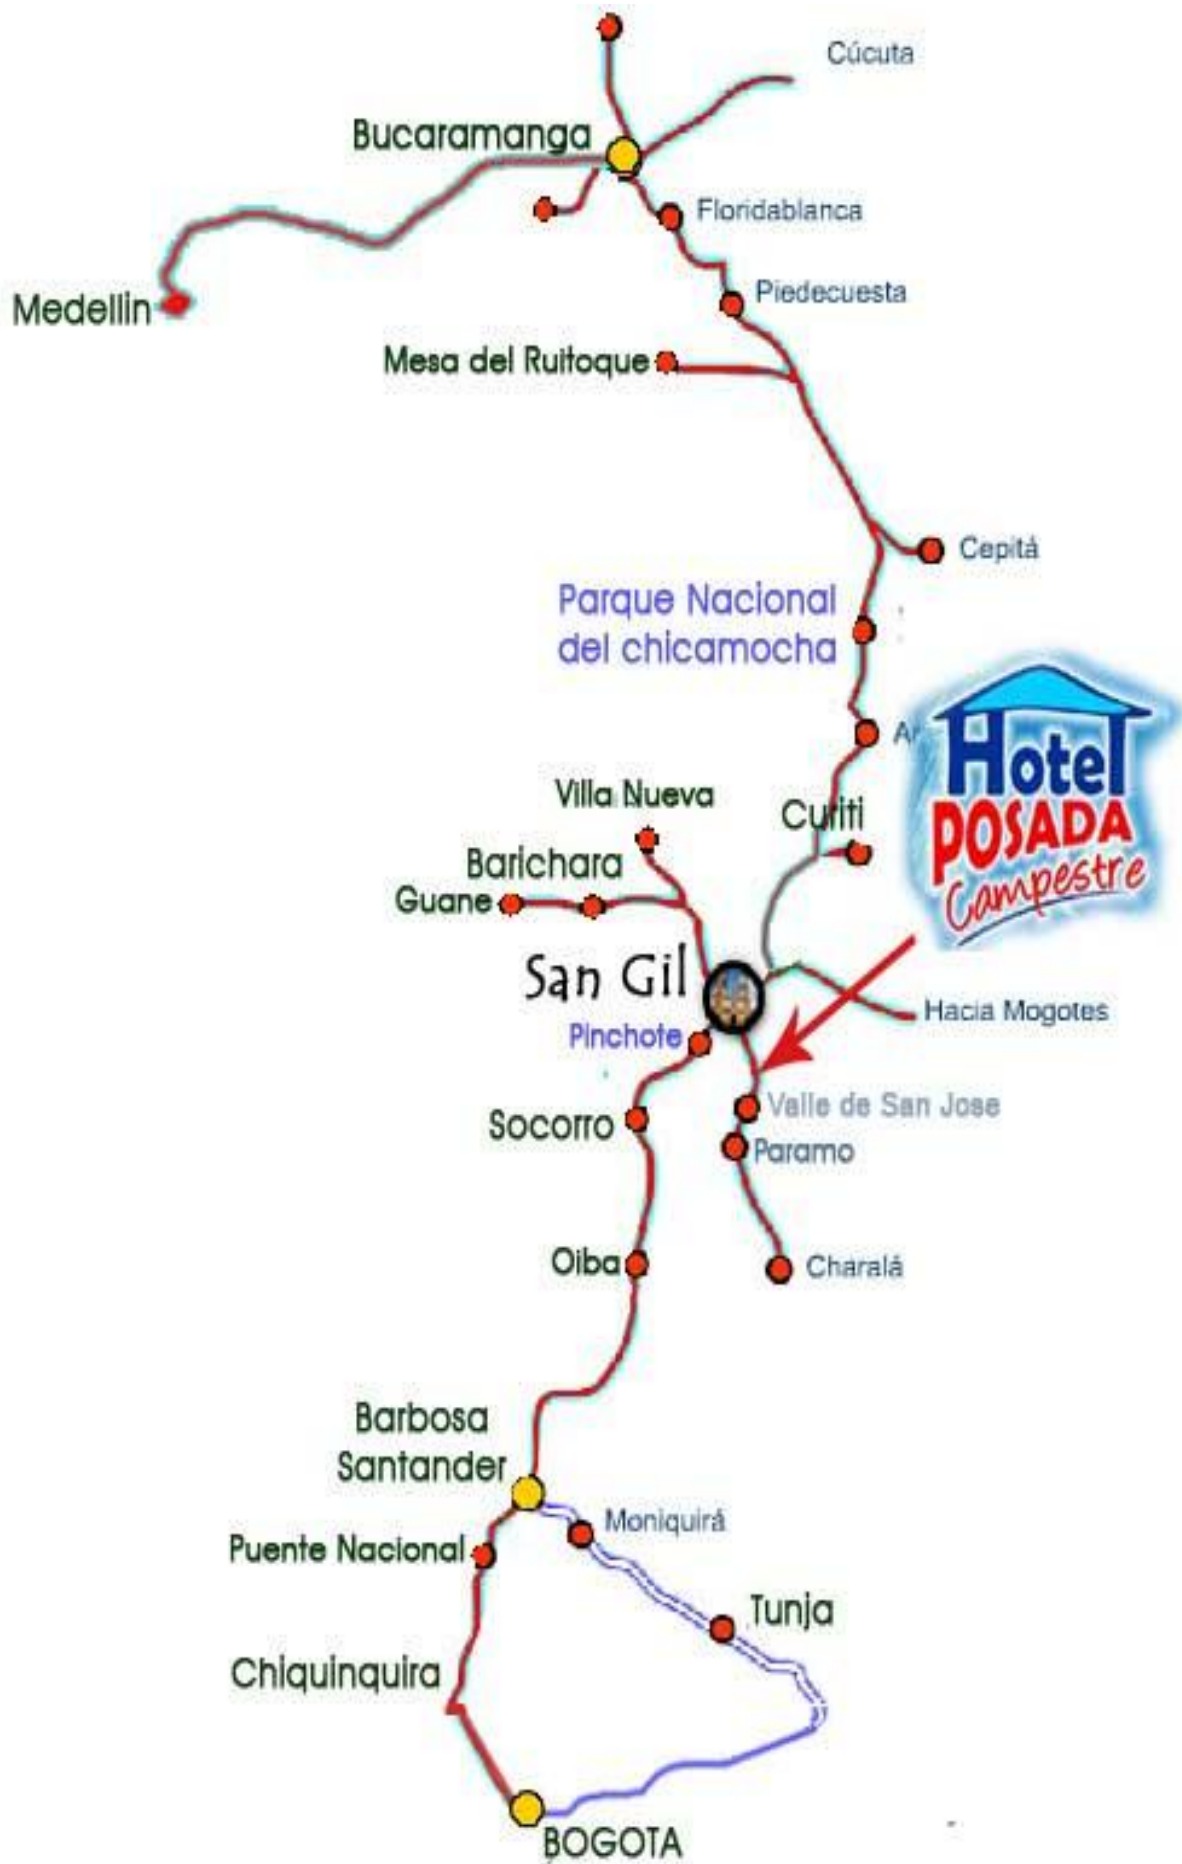 Cúcuta
Bucaramanga
Floridablanca
Piedecuesta
Medellin
Mesa del Ruitoque
Cepitá
Parque Nacional
del chicamocha
Hotel
POSADA
Campestre
Villa Nueva
Curiti
Barichara
Guane
San Gil
Hacia Mogotes
Pinchote
Valle de San Jose
Socorro
Paramo
Oiba
Charalá
Barbosa
Santander
Moniquirá
Puente Nacional
Tunja
Chiquinquira
BOGOTA